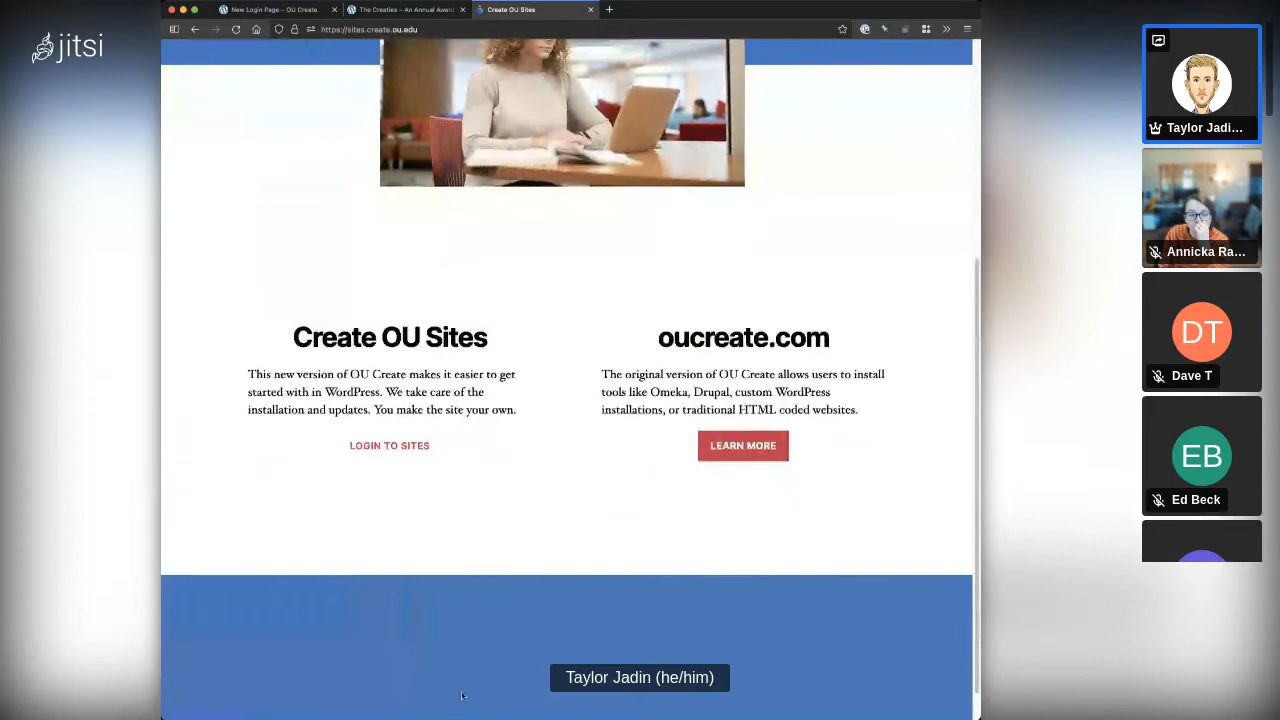 jitsi
New Login Page – OU Create
The Creaties – An Annual Awar
Create OU Sites
https://sites.create.ou.edu
Create OU Sites
This new version of OU Create makes it easier to get
started with in WordPress. We take care of the
installation and updates. You make the site your own.
LOGIN TO SITES
oucreate.com
The original version of OU Create allows users to install
tools like Omeka, Drupal, custom WordPress
installations, or traditional HTML coded websites.
LEARN MORE
Taylor Jadin (he/him)
Taylor Jadi...
Annicka Ra...
DT
Dave T
EB
Ed Beck